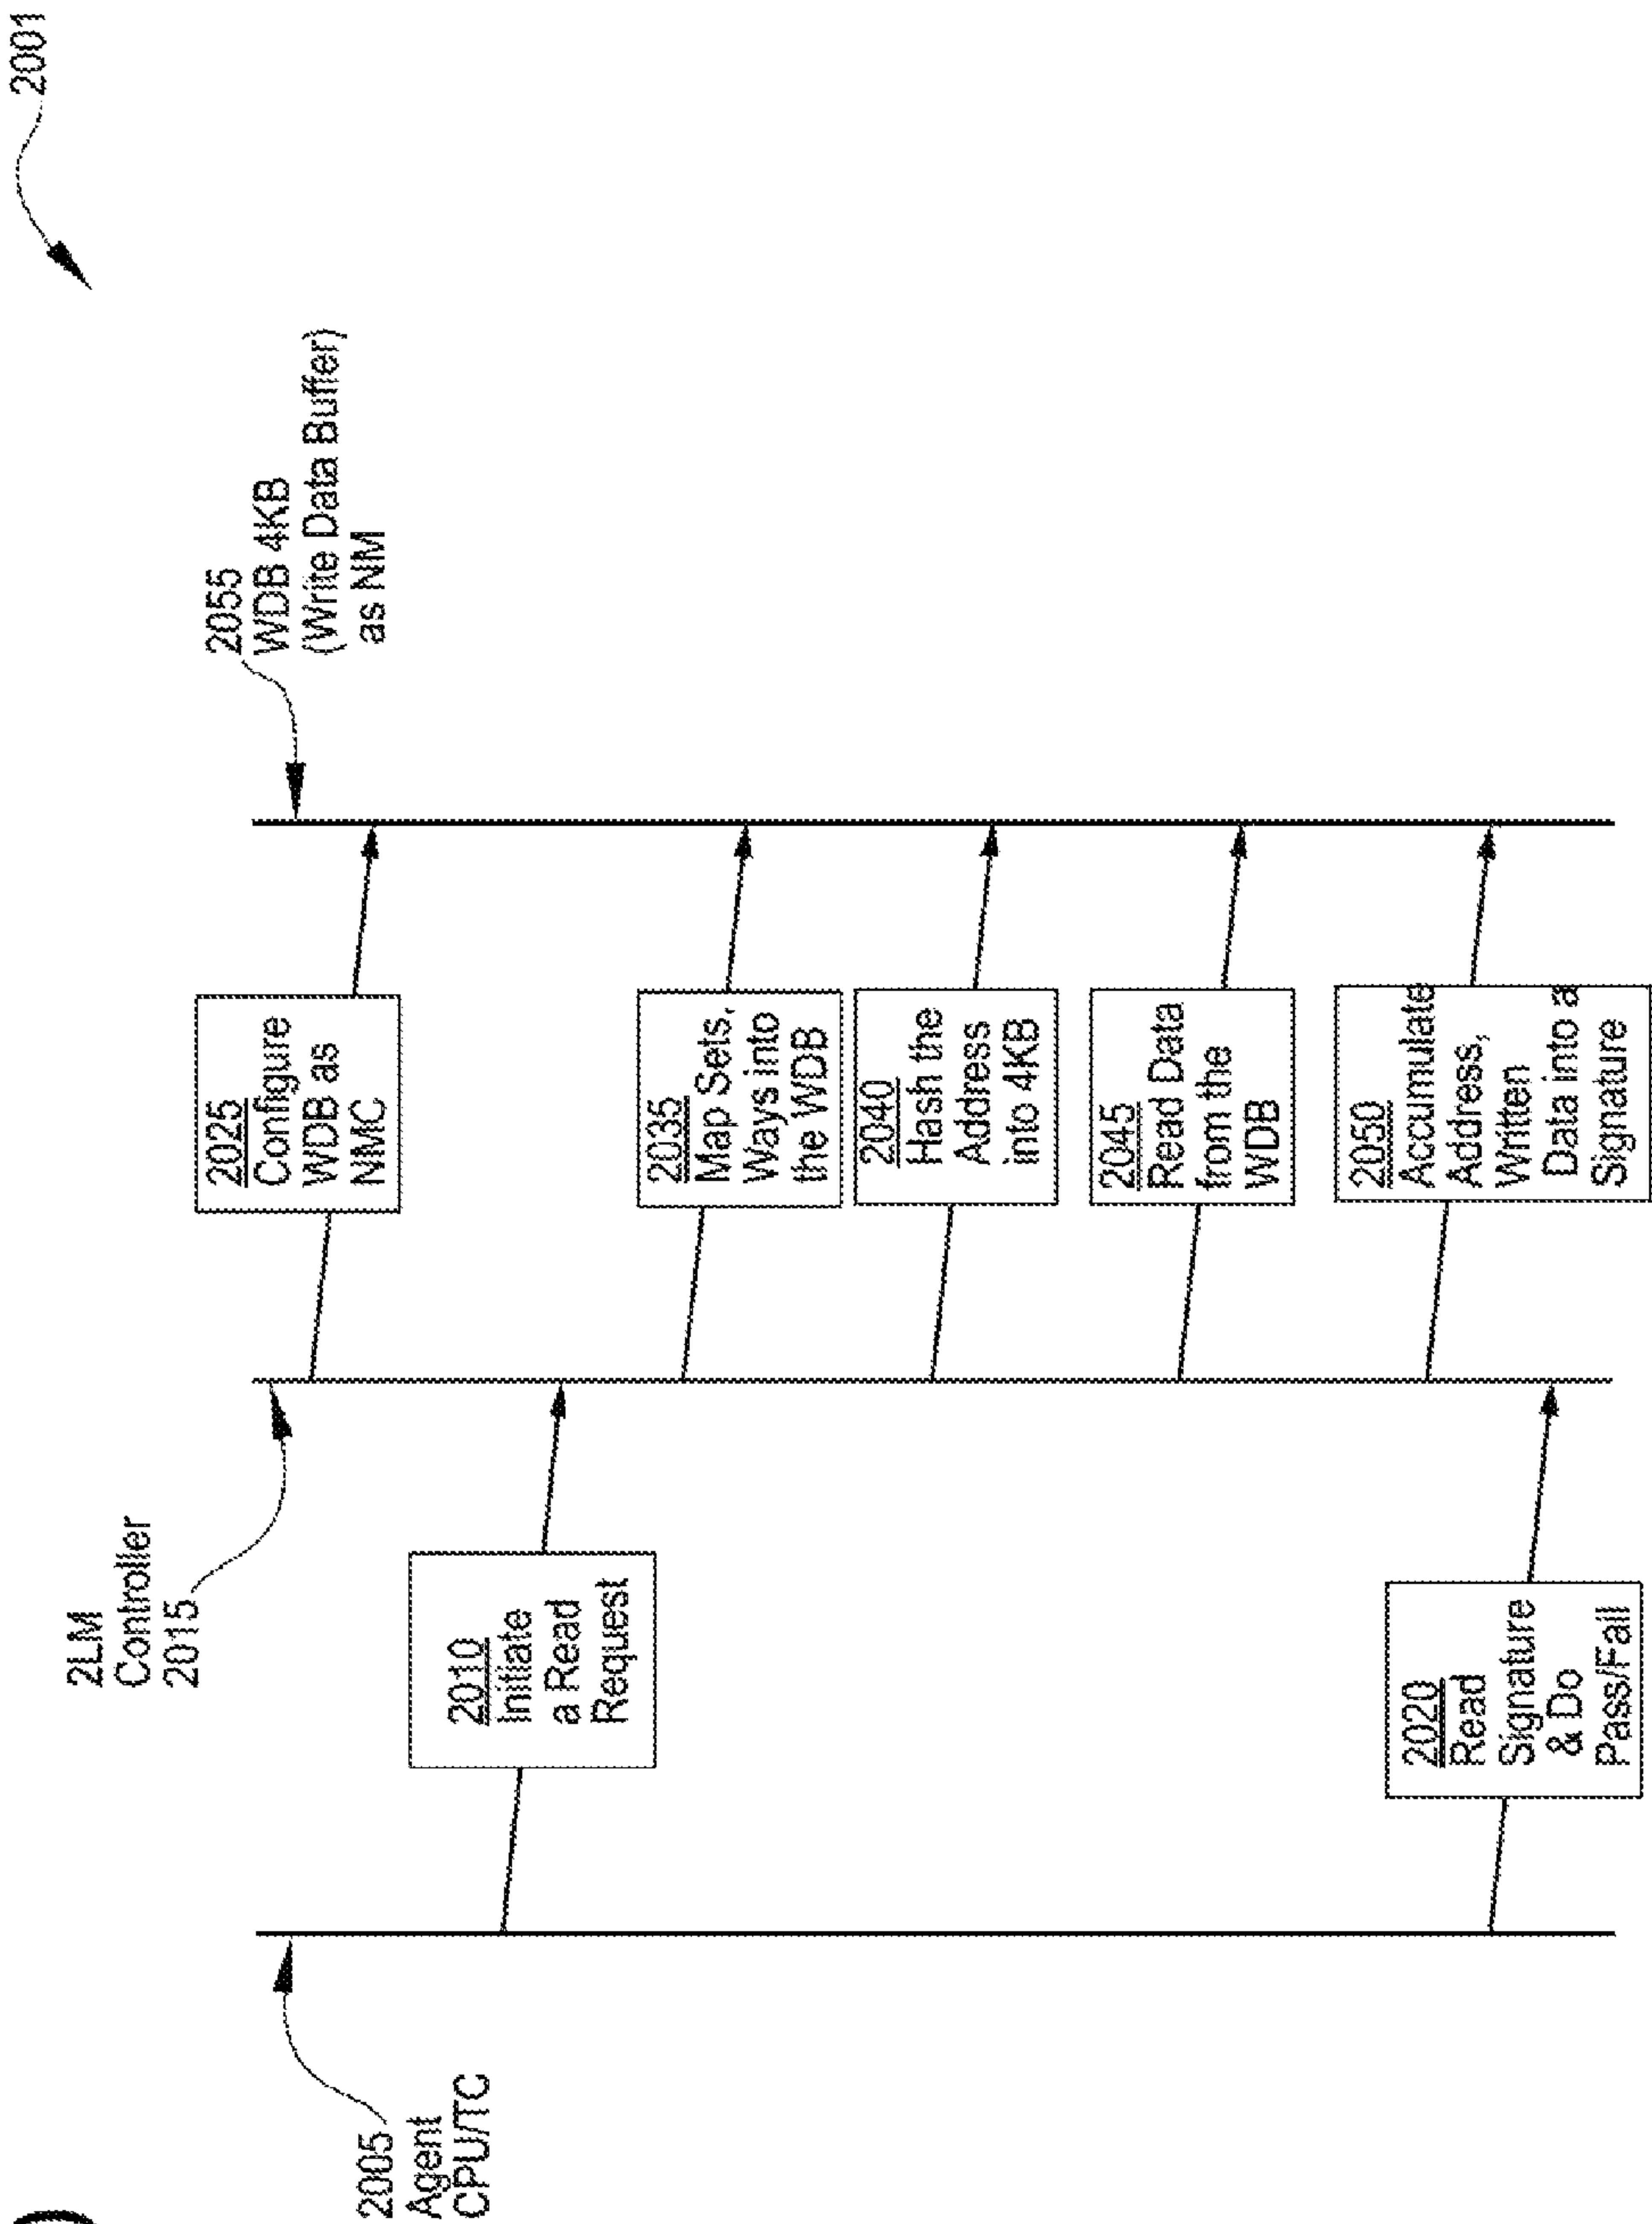 2001
2005
Agent
CPU/TC
2LM
Controller
2015
2055
WDB 4KB
(Write Data Buffer)
as NM
2025
Configure
WDB as
NMC
2010
Initiate
a Read
Request
2035
Map Sets,
Ways into
the WDB
2040
Hash the
Address
into 4KB
2045
Read Data
from the
WDB
2050
Accumulate
Address,
Written
Data into a
Signature
2020
Read
Signature
& Do
Pass/Fail